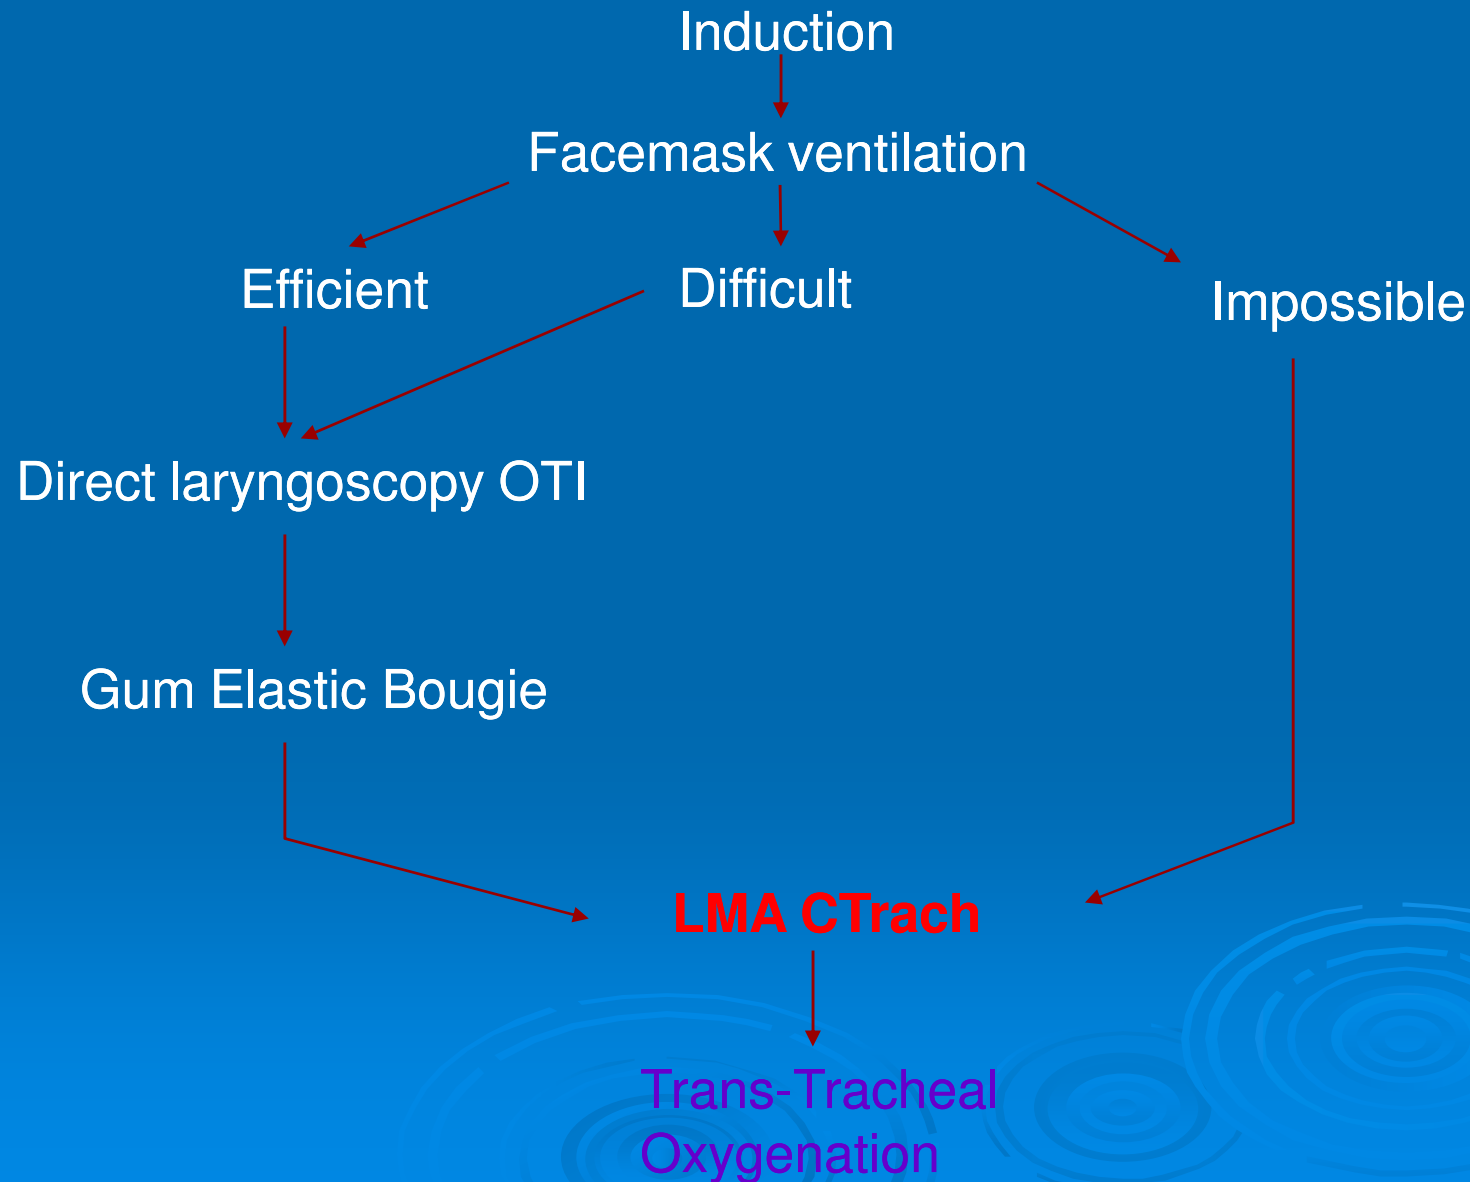 Induction
Facemask ventilation
Efficient
Difficult
Impossible
Direct laryngoscopy OTI
Gum Elastic Bougie
LMA CTrach
Trans-Tracheal
Oxygenation